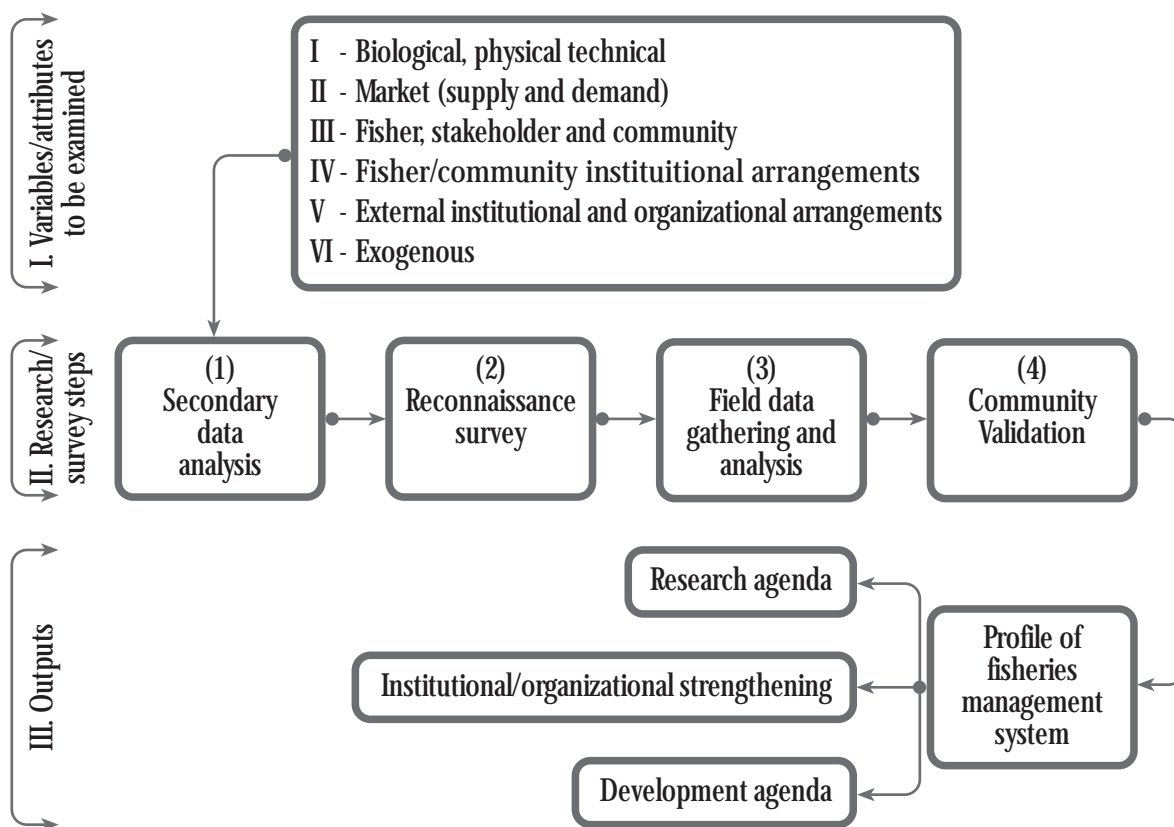 I. Variables/attributes
to be examined
I - Biological, physical technical
II - Market (supply and demand)
III - Fisher, stakeholder and community
IV - Fisher/community instituitional arrangements
V - External institutional and organizational arrangements
VI - Exogenous
II. Research/
survey steps
(1)
Secondary
data
analysis
(2)
Reconnaissance
survey
(3)
Field data
gathering and
analysis
(4)
Community
Validation
III. Outputs
Research agenda
Institutional/organizational strengthening
Development agenda
Profile of
fisheries
management
system